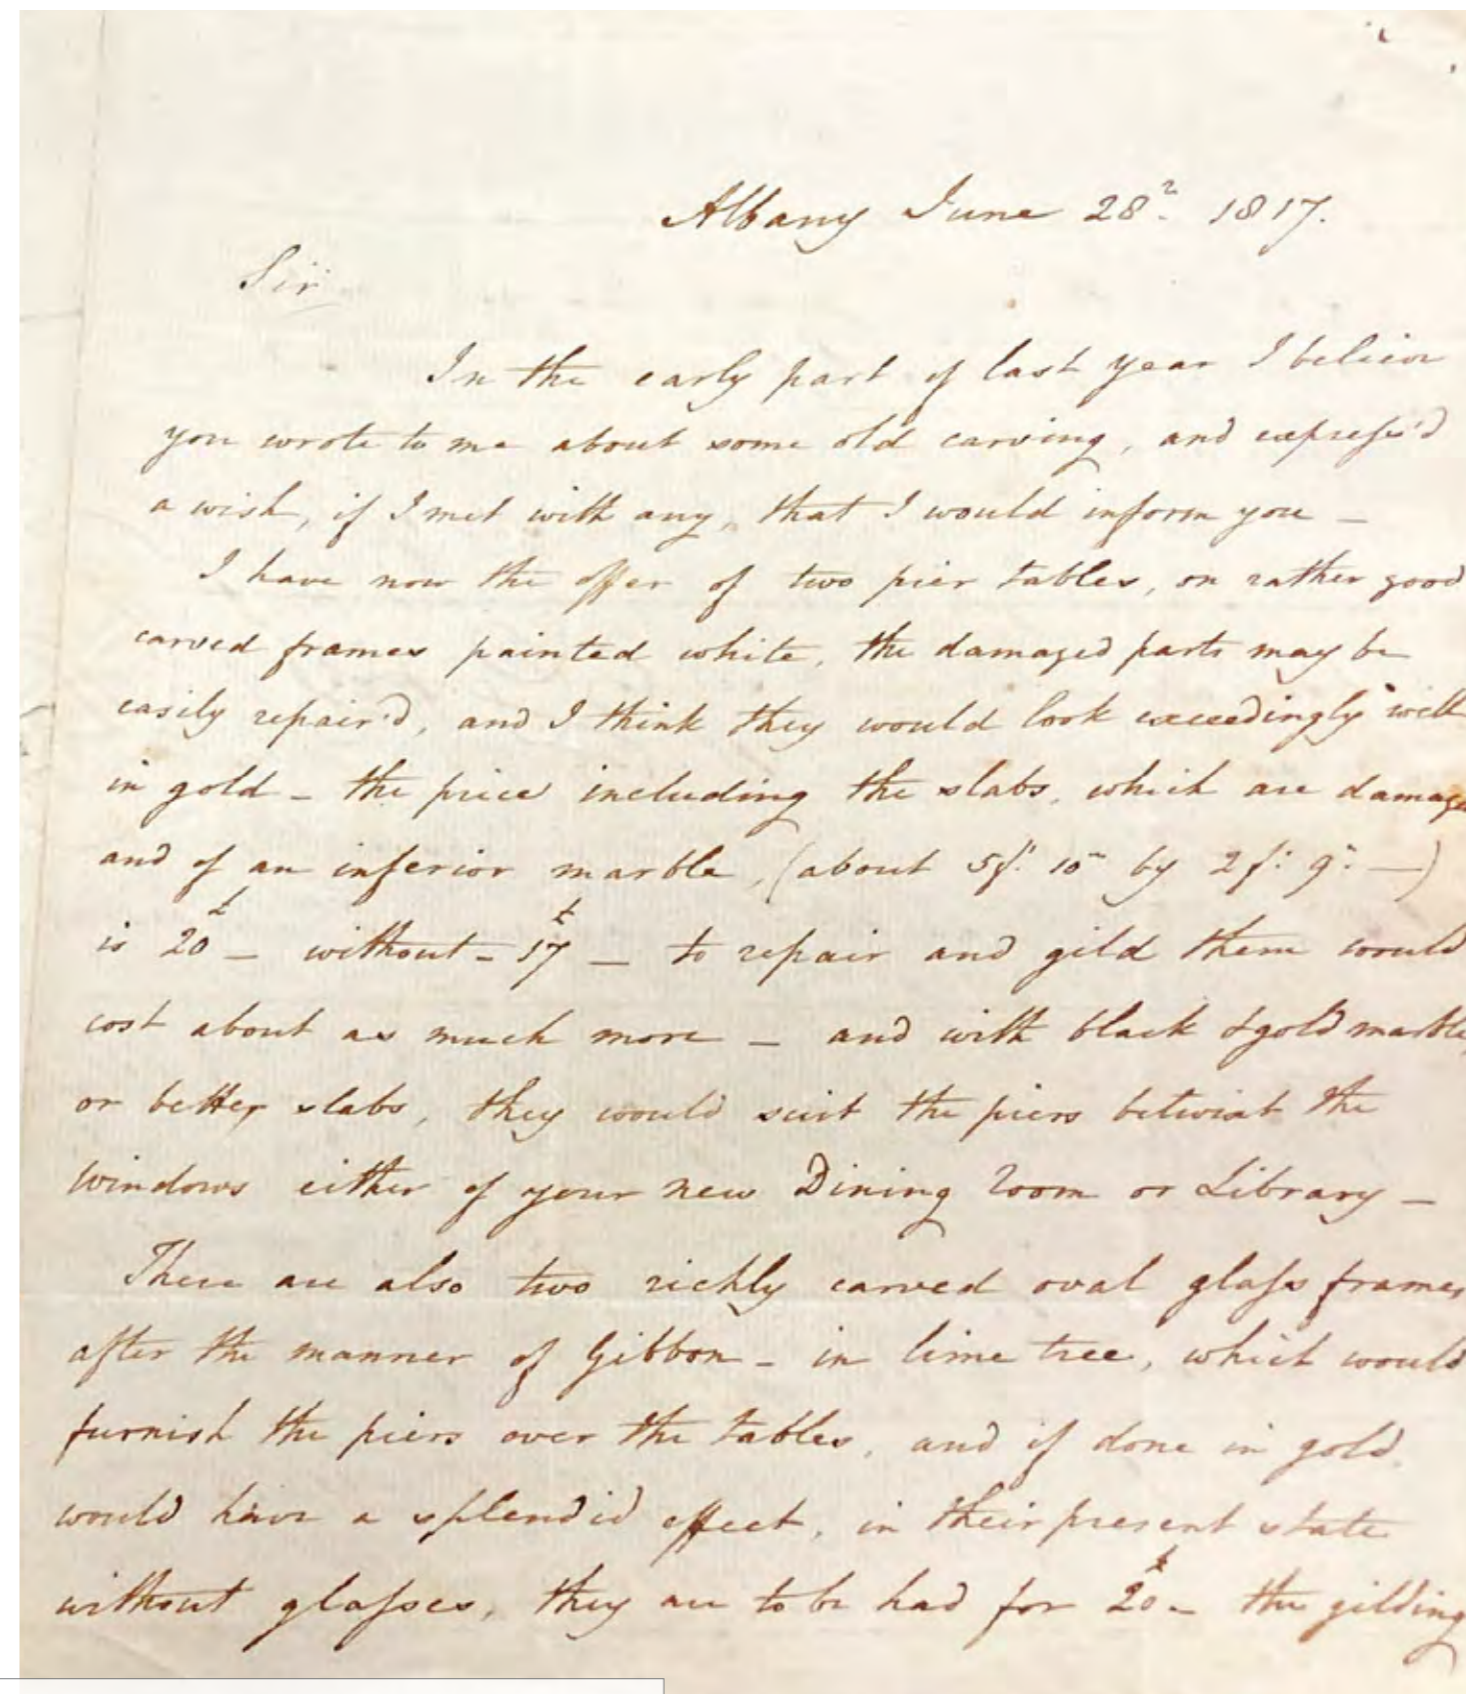 Albany June 28th. 1817.
Sir
In the early part of last year I believe
you wrote to me about some old carving, and express'd
a wish, if I met with any, that I would inform you –
I have now the offer of two pier tables, on rather good
carved frames painted white, the damaged parts may be
easily repair'd, and I think they would look exceedingly well
in gold – the price including the slabs, which are damaged
and of an inferior marble, (about 5f: 10in by 2f: 9: —)
is 20£ – without – 17£ – to repair and gild them would
cost about as much more – and with black & gold marble,
or better slabs, they would suit the piers betwixt the
windows either of your new Dining room or Library –
There are also two richly carved oval glass frames
after the manner of Gibbon – in lime tree, which would
furnish the piers over the tables, and if done in gold
would have a splendid effect, in their present state
without glasses, they are to be had for 20£ – the gilding